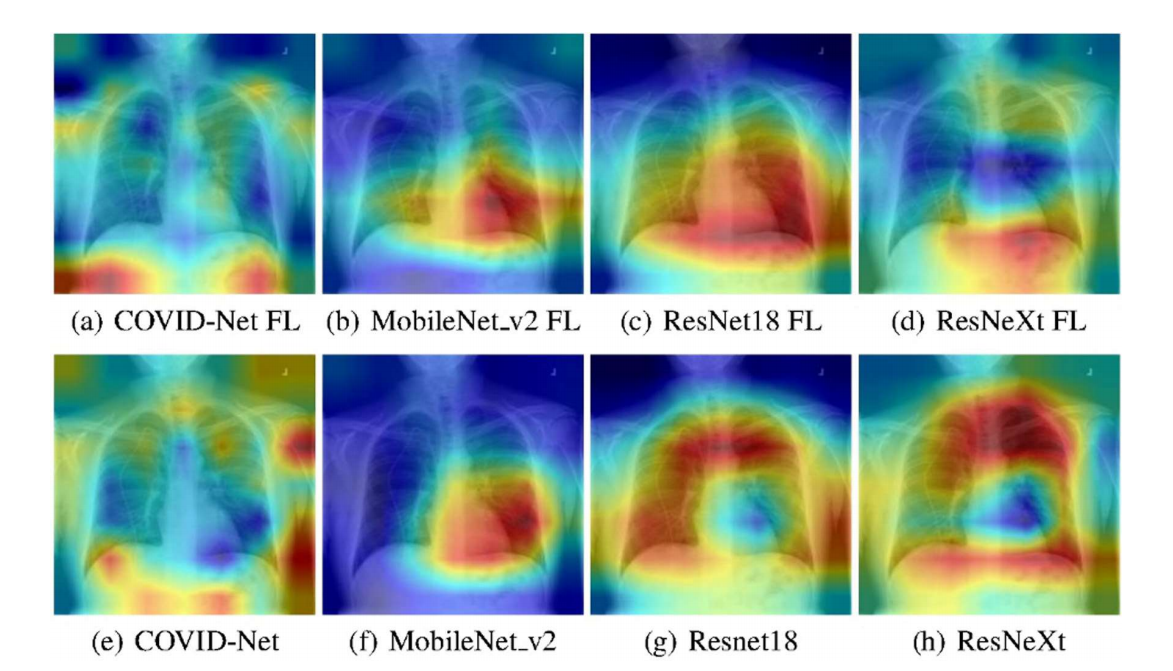 (a) COVID-Net FL (b) MobileNet_v2 FL (c) ResNet18 FL (d) ResNeXt FL
(e) COVID-Net (f) MobileNet_v2 (g) Resnet18 (h) ResNeXt